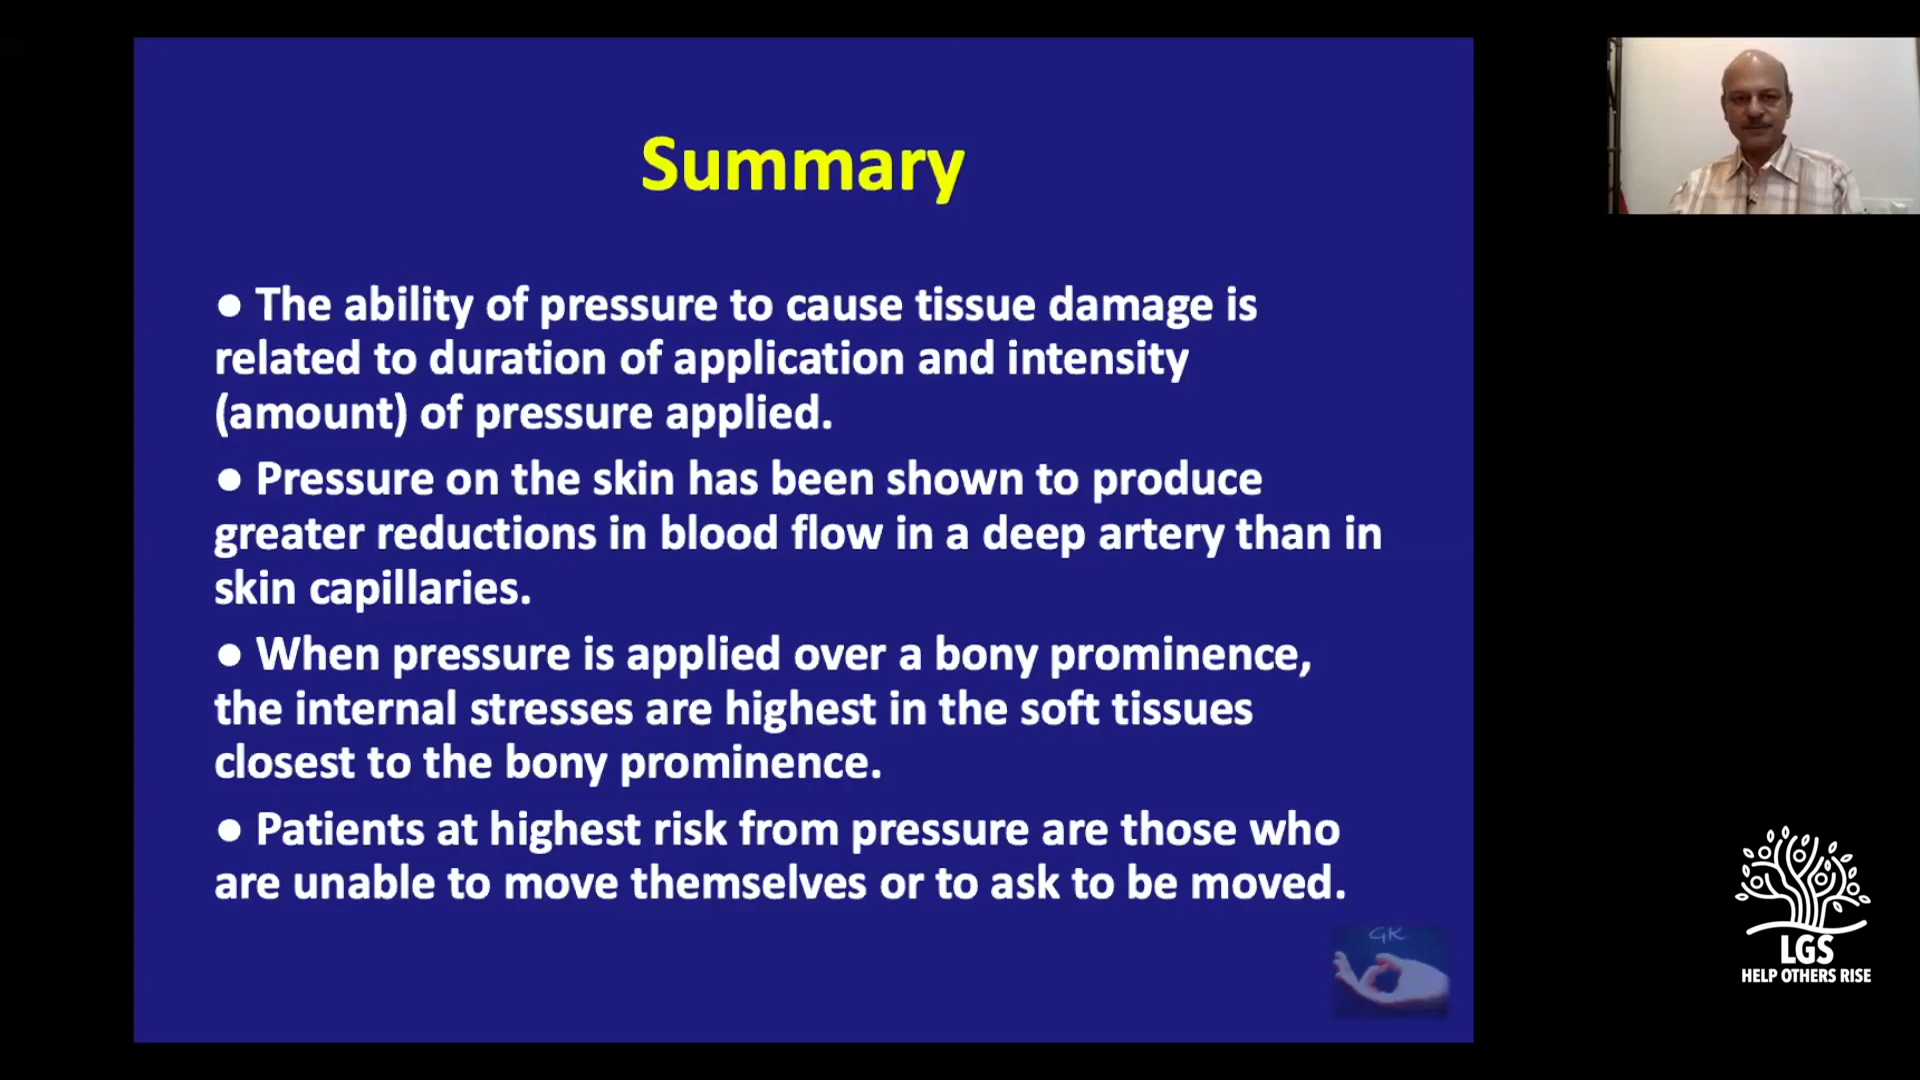 Summary
● The ability of pressure to cause tissue damage is
related to duration of application and intensity
(amount) of pressure applied.
● Pressure on the skin has been shown to produce
greater reductions in blood flow in a deep artery than in
skin capillaries.
● When pressure is applied over a bony prominence,
the internal stresses are highest in the soft tissues
closest to the bony prominence.
● Patients at highest risk from pressure are those who
are unable to move themselves or to ask to be moved.
GK
LGS
HELP OTHERS RISE